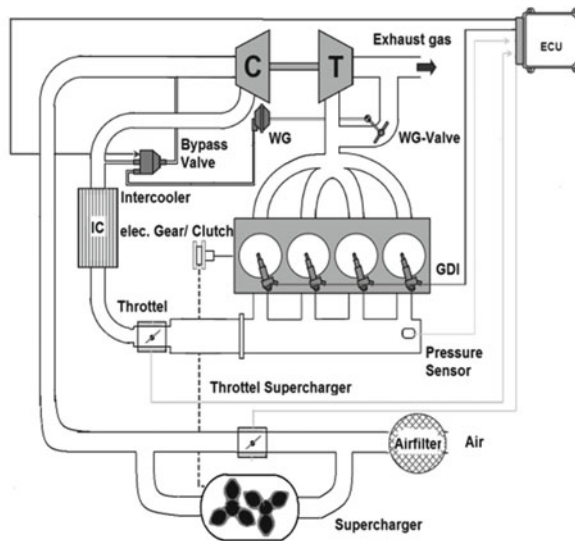 Exhaust gas
ECU
C
T
WG
WG-Valve
Bypass
Valve
Intercooler
IC
elec. Gear/ Clutch
GDI
Throttel
Pressure
Sensor
Throttel Supercharger
Airfilter
Air
Supercharger